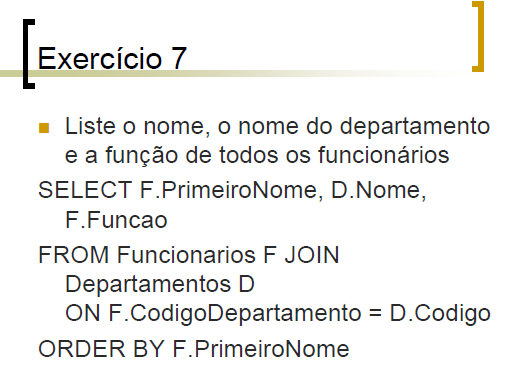 Exercício 7
Liste o nome, o nome do departamento
e a função de todos os funcionários
SELECT F.PrimeiroNome, D.Nome,
F.Funcao
FROM Funcionarios F JOIN
Departamentos D
ON F.CodigoDepartamento = D.Codigo
ORDER BY F.PrimeiroNome